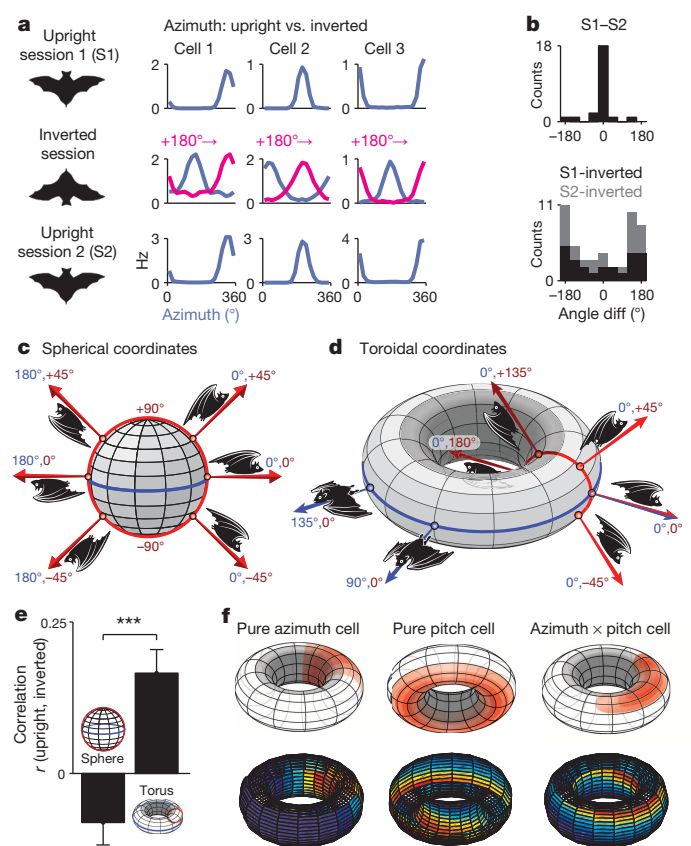 a
Azimuth: upright vs. inverted
Upright
session 1 (S1)
Cell 1
Cell 2
Cell 3
2
0
2
0
1
0
Inverted
session
+180°→
+180°→
+180°→
2
0
2
0
1
0
Upright
session 2 (S2)
Hz
3
0
3
0
4
0
0
360
0
360
0
360
Azimuth (°)
b
S1–S2
Counts
18
0
−180
0
180
S1-inverted
S2-inverted
Counts
11
0
−180
0
180
Angle diff (°)
c Spherical coordinates
180°,+45°
0°,+45°
+90°
180°,0°
0°,0°
−90°
180°,−45°
0°,−45°
d Toroidal coordinates
0°,+135°
0°,+45°
0°,180°
135°,0°
0°,0°
90°,0°
0°,−45°
e
0.25
***
Correlation
r (upright, inverted)
Sphere
0
Torus
f
Pure azimuth cell
Pure pitch cell
Azimuth × pitch cell